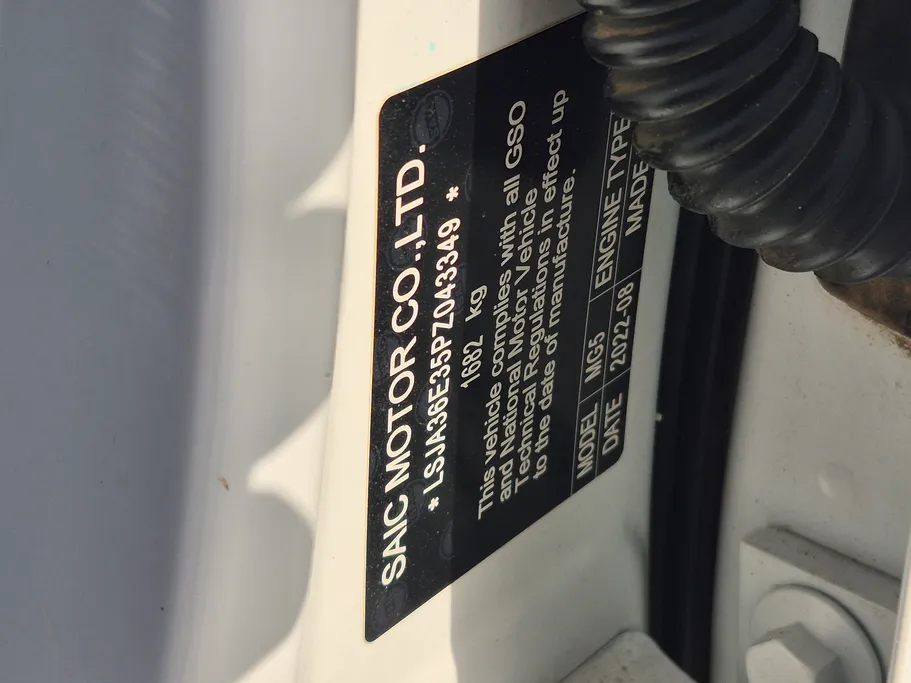 SAIC MOTOR CO.,LTD.
* LSJA36E35PZ043349 *
1682 kg
This vehicle complies with all GSO
and National Motor Vehicle
Technical Regulations in effect up
to the date of manufacture.
MODEL MG5 ENGINE TYPE
DATE 2022-08 MADE